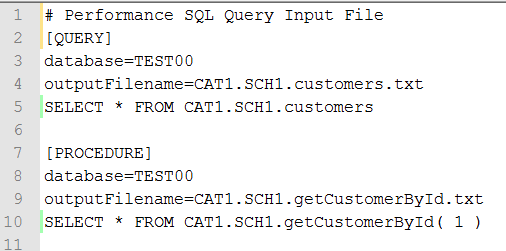 1 # Performance SQL Query Input File
2 [QUERY]
3 database=TEST00
4 outputFilename=CAT1.SCH1.customers.txt
5 SELECT * FROM CAT1.SCH1.customers
6
7 [PROCEDURE]
8 database=TEST00
9 outputFilename=CAT1.SCH1.getCustomerById.txt
10 SELECT * FROM CAT1.SCH1.getCustomerById( 1 )
11